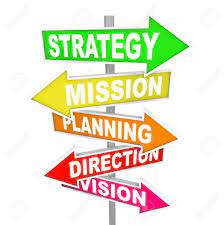 STRATEGY
MISSION
PLANNING
DIRECTION
VISION